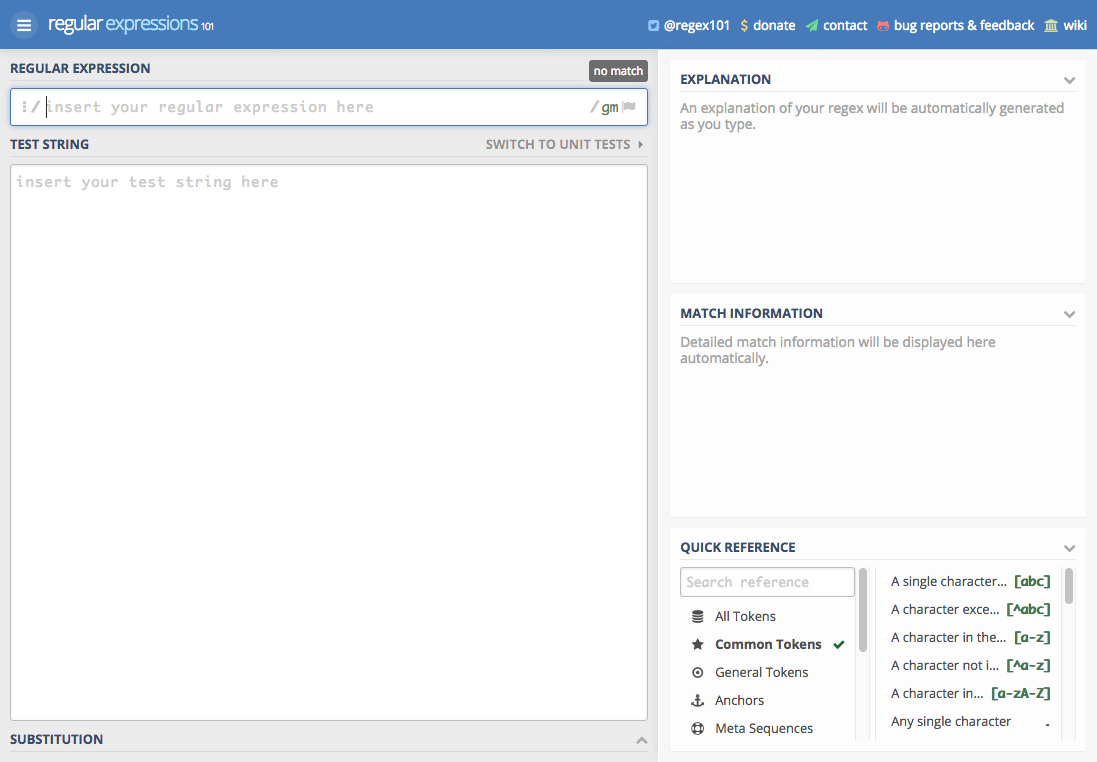 regular expressions 101
@regex101 $ donate contact bug reports & feedback wiki
REGULAR EXPRESSION
no match
/ insert your regular expression here / gm
TEST STRING
SWITCH TO UNIT TESTS
insert your test string here
SUBSTITUTION
EXPLANATION
An explanation of your regex will be automatically generated
as you type.
MATCH INFORMATION
Detailed match information will be displayed here
automatically.
QUICK REFERENCE
Search reference
All Tokens
Common Tokens
General Tokens
Anchors
Meta Sequences
A single character... [abc]
A character exce... [^abc]
A character in the... [a-z]
A character not i... [^a-z]
A character in... [a-zA-Z]
Any single character .